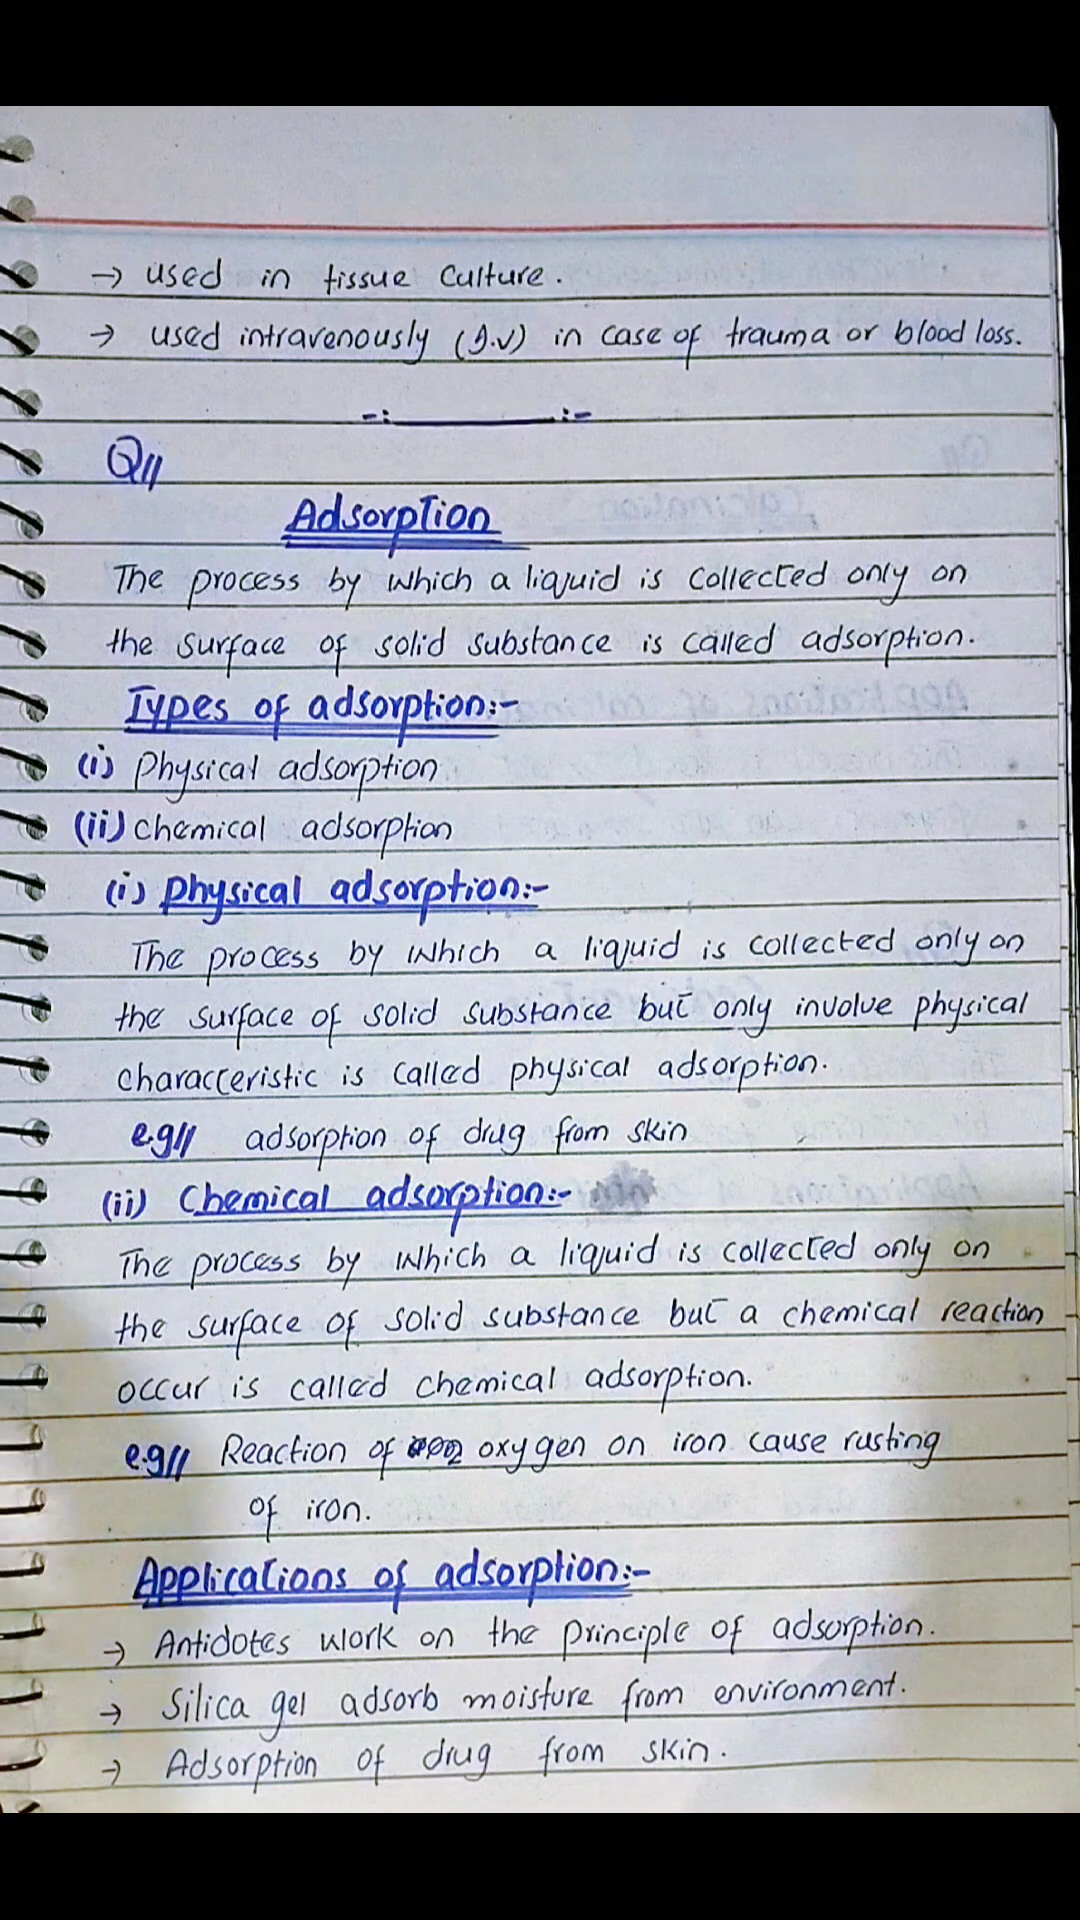 → used in tissue culture.
→ used intravenously (I.V) in case of trauma or blood loss.
-: :-
Q//
Adsorption
The process by which a liquid is collected only on
the surface of solid substance is called adsorption.
Types of adsorption:-
(i) Physical adsorption
(ii) Chemical adsorption
(i) Physical adsorption:-
The process by which a liquid is collected only on
the surface of solid substance but only involve physical
characteristic is called physical adsorption.
e.g// adsorption of drug from skin
(ii) Chemical adsorption:-
The process by which a liquid is collected only on
the surface of solid substance but a chemical reaction
occur is called chemical adsorption.
e.g// Reaction of oxygen on iron cause rusting
of iron.
Applications of adsorption:-
→ Antidotes work on the principle of adsorption.
→ Silica gel adsorb moisture from environment.
→ Adsorption of drug from skin.